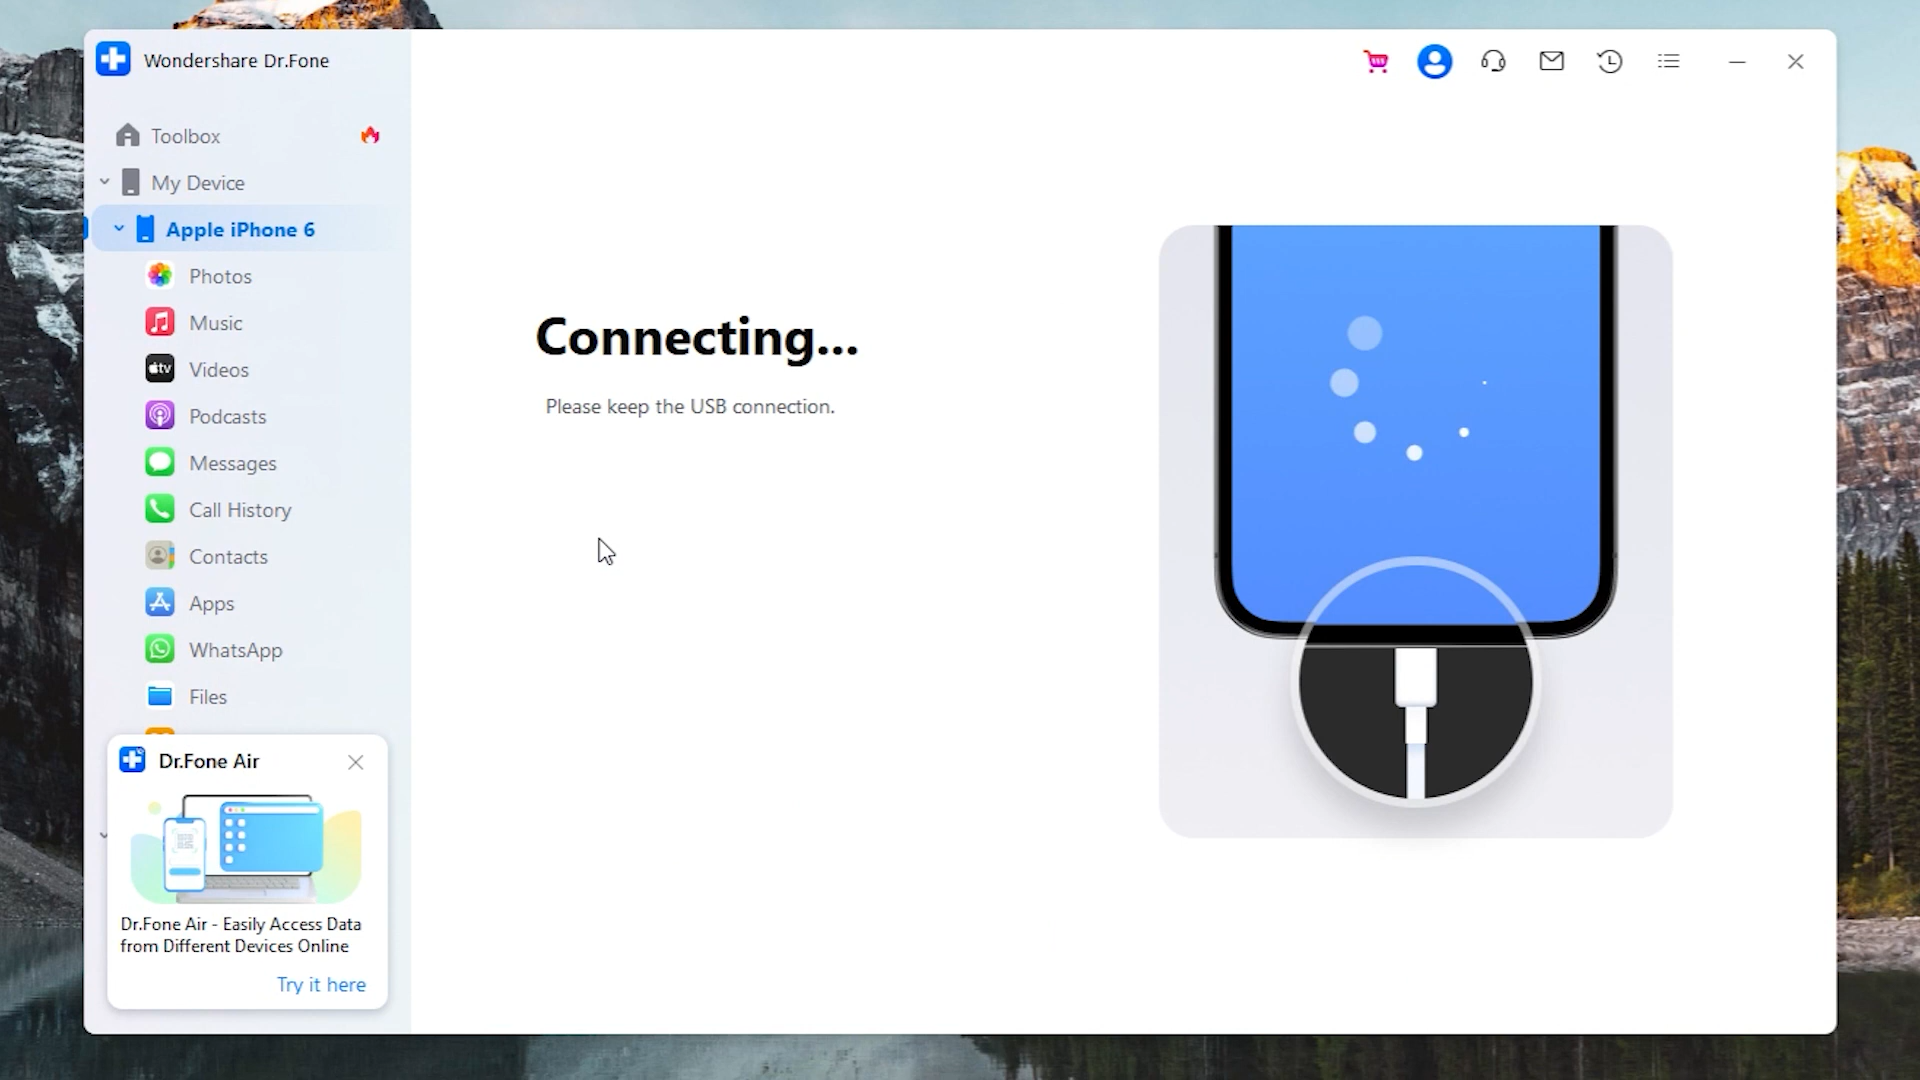 Wondershare Dr.Fone
Toolbox
My Device
Apple iPhone 6
Photos
Music
tv
Videos
Podcasts
Messages
Call History
Contacts
Apps
WhatsApp
Files
Dr.Fone Air
Dr.Fone Air - Easily Access Data
from Different Devices Online
Try it here
Connecting...
Please keep the USB connection.